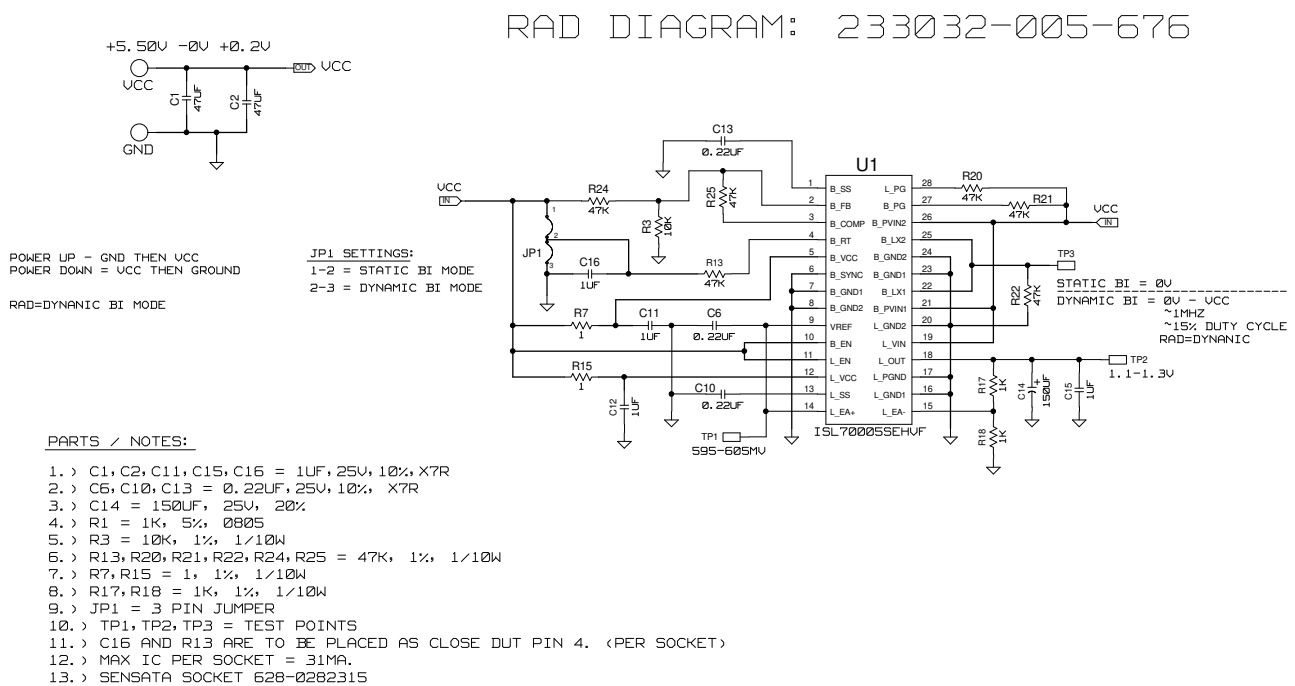 RAD DIAGRAM: 233032-005-676
+5.50V -0V +0.2V
VCC
OUT
VCC
C1
47UF
C2
47UF
GND
POWER UP - GND THEN VCC
POWER DOWN = VCC THEN GROUND
RAD=DYNANIC BI MODE
JP1 SETTINGS:
1-2 = STATIC BI MODE
2-3 = DYNAMIC BI MODE
VCC
IN
R24
47K
R3
10K
R25
47K
C13
0.22UF
JP1
1
2
3
C16
1UF
R13
47K
R7
1
C11
1UF
C6
0.22UF
R15
1
C12
1UF
C10
0.22UF
TP1
595-605MV
U1
1 B_SS L_PG 28
2 B_FB B_PG 27
3 B_COMP B_PVIN2 26
4 B_RT B_LX2 25
5 B_VCC B_GND2 24
6 B_SYNC B_GND1 23
7 B_GND1 B_LX1 22
8 B_GND2 B_PVIN1 21
9 VREF L_GND2 20
10 B_EN L_VIN 19
11 L_EN L_OUT 18
12 L_VCC L_PGND 17
13 L_SS L_GND1 16
14 L_EA+ L_EA- 15
ISL70005SEHVF
R20
47K
R21
47K
VCC
IN
TP3
R22
47K
STATIC BI = 0V
DYNAMIC BI = 0V - VCC
~1MHZ
~15% DUTY CYCLE
RAD=DYNANIC
TP2
1.1-1.3V
R17
1K
C14
+
150UF
C15
1UF
R18
1K
PARTS / NOTES:
1.) C1,C2,C11,C15,C16 = 1UF,25V,10%,X7R
2.) C6,C10,C13 = 0.22UF,25V,10%, X7R
3.) C14 = 150UF, 25V, 20%
4.) R1 = 1K, 5%, 0805
5.) R3 = 10K, 1%, 1/10W
6.) R13,R20,R21,R22,R24,R25 = 47K, 1%, 1/10W
7.) R7,R15 = 1, 1%, 1/10W
8.) R17,R18 = 1K, 1%, 1/10W
9.) JP1 = 3 PIN JUMPER
10.) TP1,TP2,TP3 = TEST POINTS
11.) C16 AND R13 ARE TO BE PLACED AS CLOSE DUT PIN 4. (PER SOCKET)
12.) MAX IC PER SOCKET = 31MA.
13.) SENSATA SOCKET 628-0282315